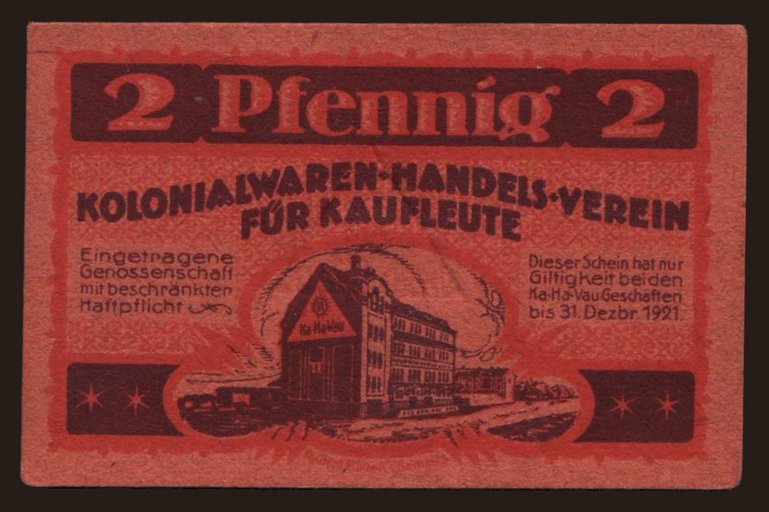 2 Pfennig 2
KOLONIALWAREN-HANDELS-VEREIN
FÜR KAUFLEUTE
Eingetragene
Genossenschaft
mit beschränkter
Haftpflicht
Dieser Schein hat nur
Giltigkeit bei den
Ka-Ha-Vau Geschäften
bis 31. Dezbr. 1921
Ka-Ha-Vau